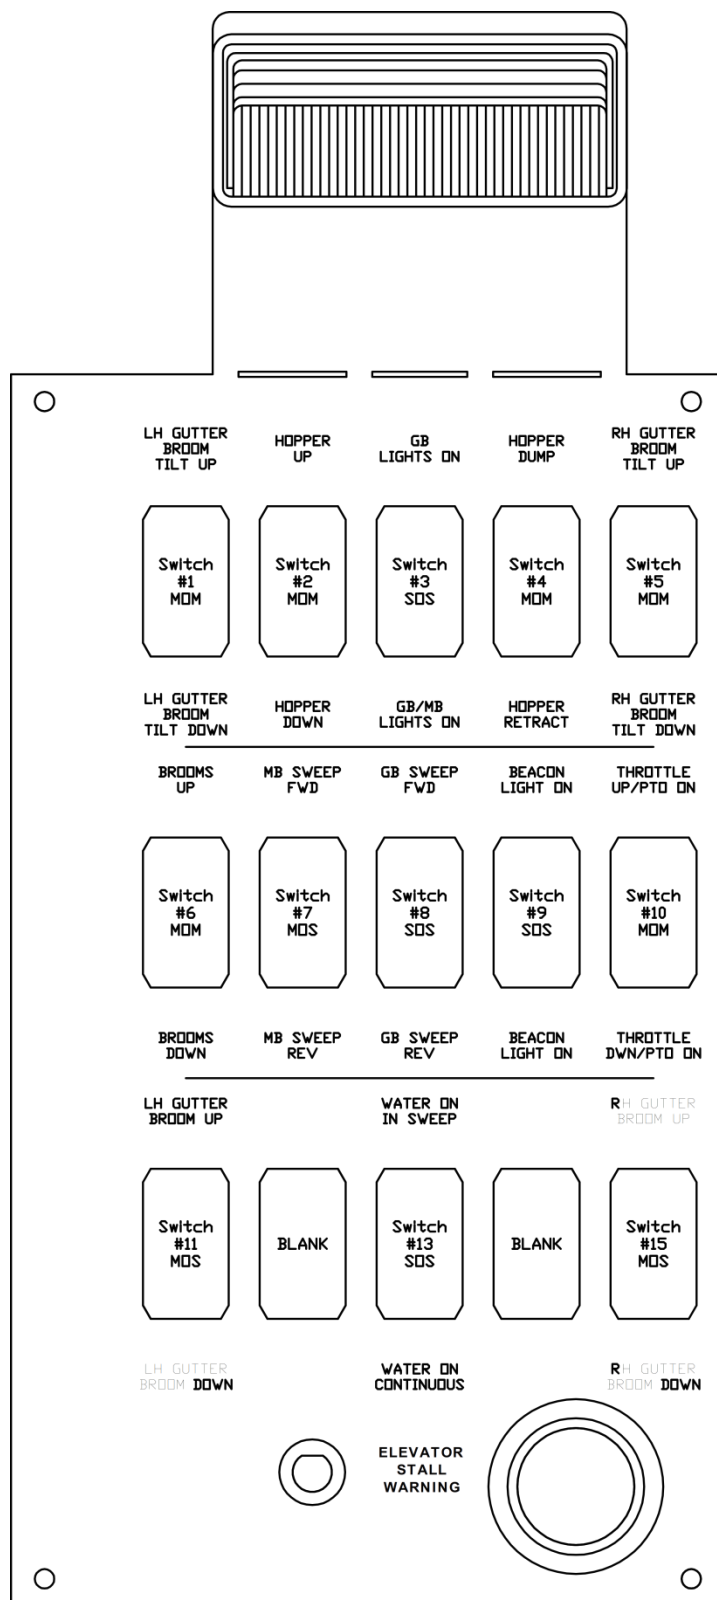 LH GUTTER
BROOM
TILT UP
HOPPER
UP
GB
LIGHTS ON
HOPPER
DUMP
RH GUTTER
BROOM
TILT UP
Switch
#1
MOM
Switch
#2
MOM
Switch
#3
SOS
Switch
#4
MOM
Switch
#5
MOM
LH GUTTER
BROOM
TILT DOWN
HOPPER
DOWN
GB/MB
LIGHTS ON
HOPPER
RETRACT
RH GUTTER
BROOM
TILT DOWN
BROOMS
UP
MB SWEEP
FWD
GB SWEEP
FWD
BEACON
LIGHT ON
THROTTLE
UP/PTO ON
Switch
#6
MOM
Switch
#7
MOS
Switch
#8
SOS
Switch
#9
SOS
Switch
#10
MOM
BROOMS
DOWN
MB SWEEP
REV
GB SWEEP
REV
BEACON
LIGHT ON
THROTTLE
DWN/PTO ON
LH GUTTER
BROOM UP
WATER ON
IN SWEEP
RH GUTTER
BROOM UP
Switch
#11
MOS
BLANK
Switch
#13
SOS
BLANK
Switch
#15
MOS
LH GUTTER
BROOM DOWN
WATER ON
CONTINUOUS
RH GUTTER
BROOM DOWN
ELEVATOR
STALL
WARNING